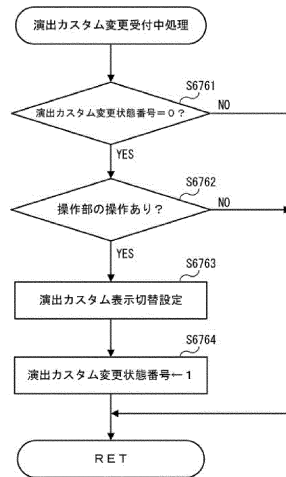 演出カスタム変更受付中処理
S6761
演出カスタム変更状態番号=0?
NO
YES
S6762
操作部の操作あり?
NO
YES
S6763
演出カスタム表示切替設定
S6764
演出カスタム変更状態番号←1
RET